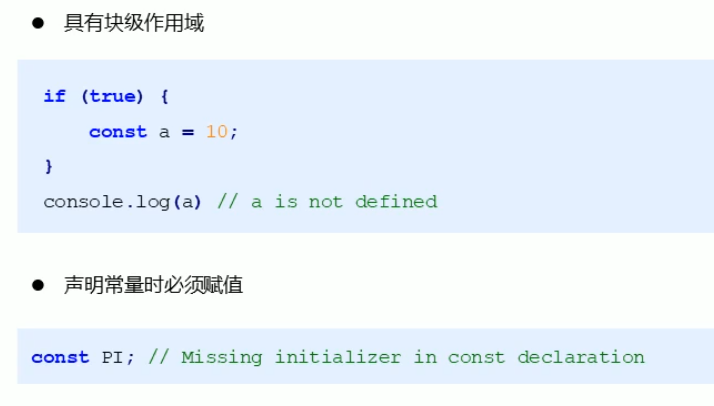 ● 具有块级作用域
if (true) {
    const a = 10;
}
console.log(a) // a is not defined
● 声明常量时必须赋值
const PI; // Missing initializer in const declaration